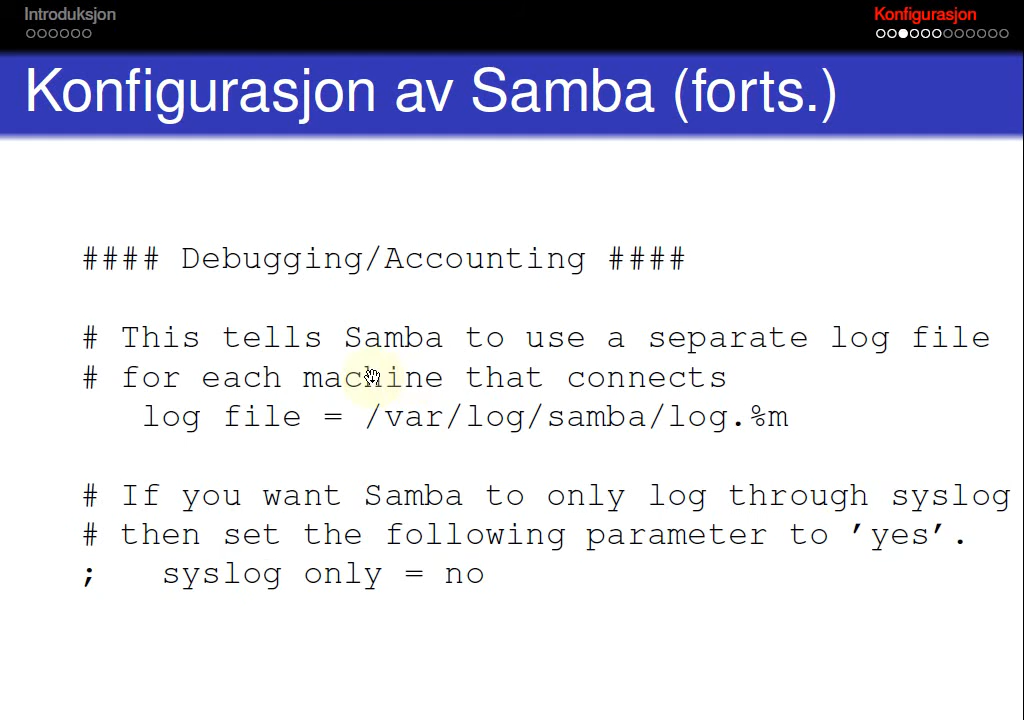 Introduksjon
Konfigurasjon
Konfigurasjon av Samba (forts.)
#### Debugging/Accounting ####
# This tells Samba to use a separate log file
# for each machine that connects
log file = /var/log/samba/log.%m
# If you want Samba to only log through syslog
# then set the following parameter to ’yes’.
; syslog only = no